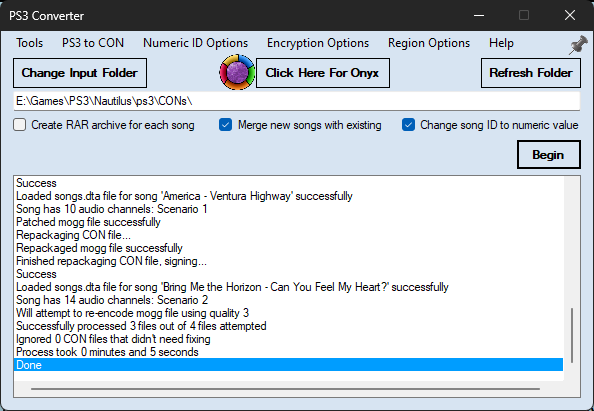 PS3 Converter
Tools PS3 to CON Numeric ID Options Encryption Options Region Options Help
Change Input Folder Click Here For Onyx Refresh Folder
E:\Games\PS3\Nautilus\ps3\CONs\
Create RAR archive for each song Merge new songs with existing Change song ID to numeric value
Begin
Success
Loaded songs.dta file for song 'America - Ventura Highway' successfully
Song has 10 audio channels: Scenario 1
Patched mogg file successfully
Repackaging CON file...
Repackaged mogg file successfully
Finished repackaging CON file, signing...
Success
Loaded songs.dta file for song 'Bring Me the Horizon - Can You Feel My Heart?' successfully
Song has 14 audio channels: Scenario 2
Will attempt to re-encode mogg file using quality 3
Successfully processed 3 files out of 4 files attempted
Ignored 0 CON files that didn't need fixing
Process took 0 minutes and 5 seconds
Done